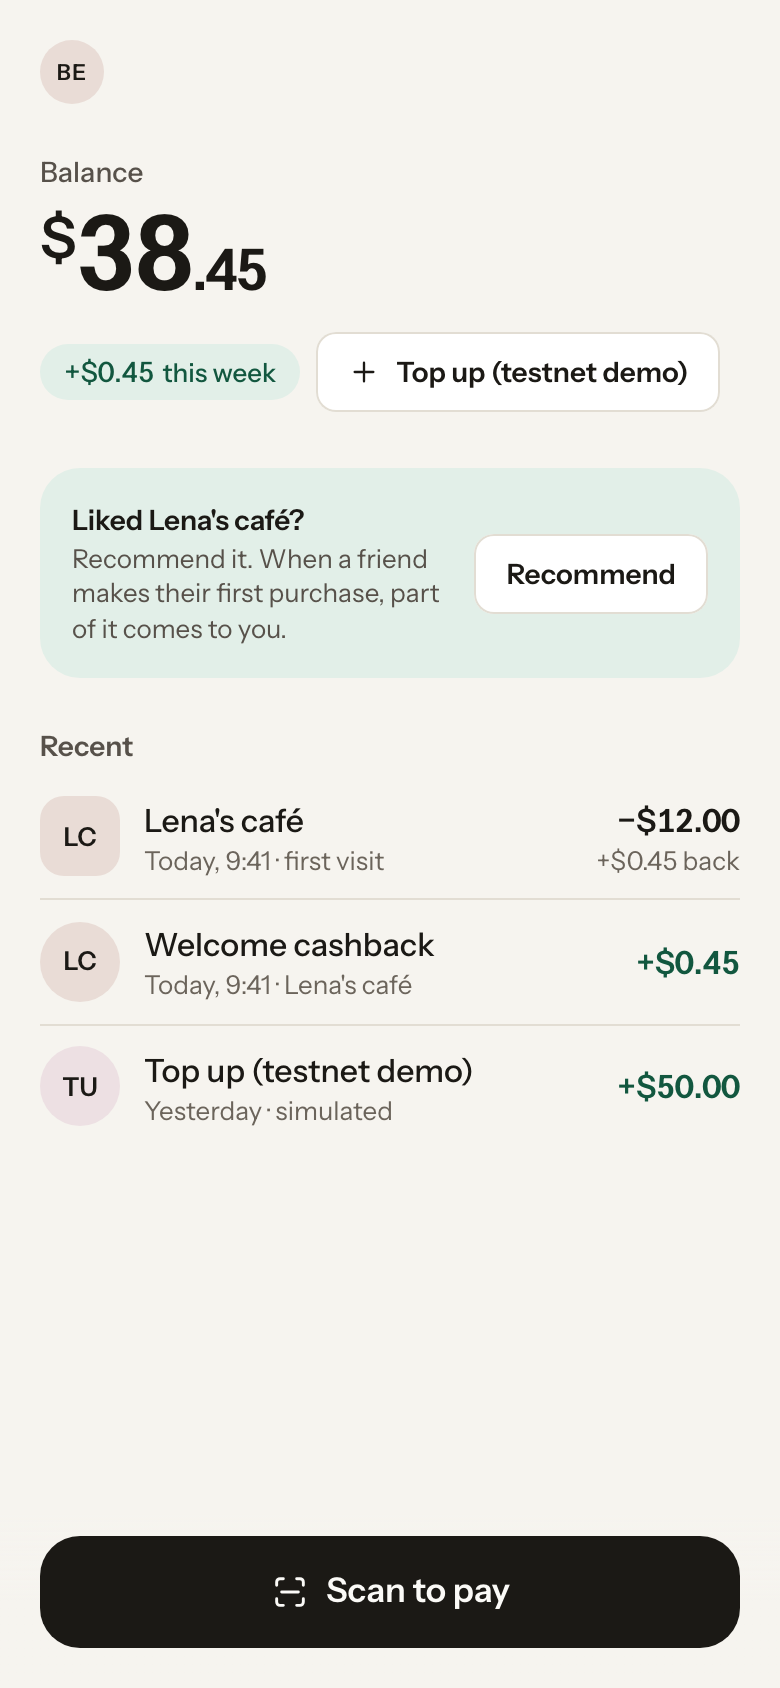 BE
Balance
$38.45
+$0.45 this week
Top up (testnet demo)
Liked Lena's café?
Recommend it. When a friend
makes their first purchase, part
of it comes to you.
Recommend
Recent
LC
Lena's café
−$12.00
Today, 9:41 · first visit
+$0.45 back
LC
Welcome cashback
Today, 9:41 · Lena's café
+$0.45
TU
Top up (testnet demo)
Yesterday · simulated
+$50.00
Scan to pay